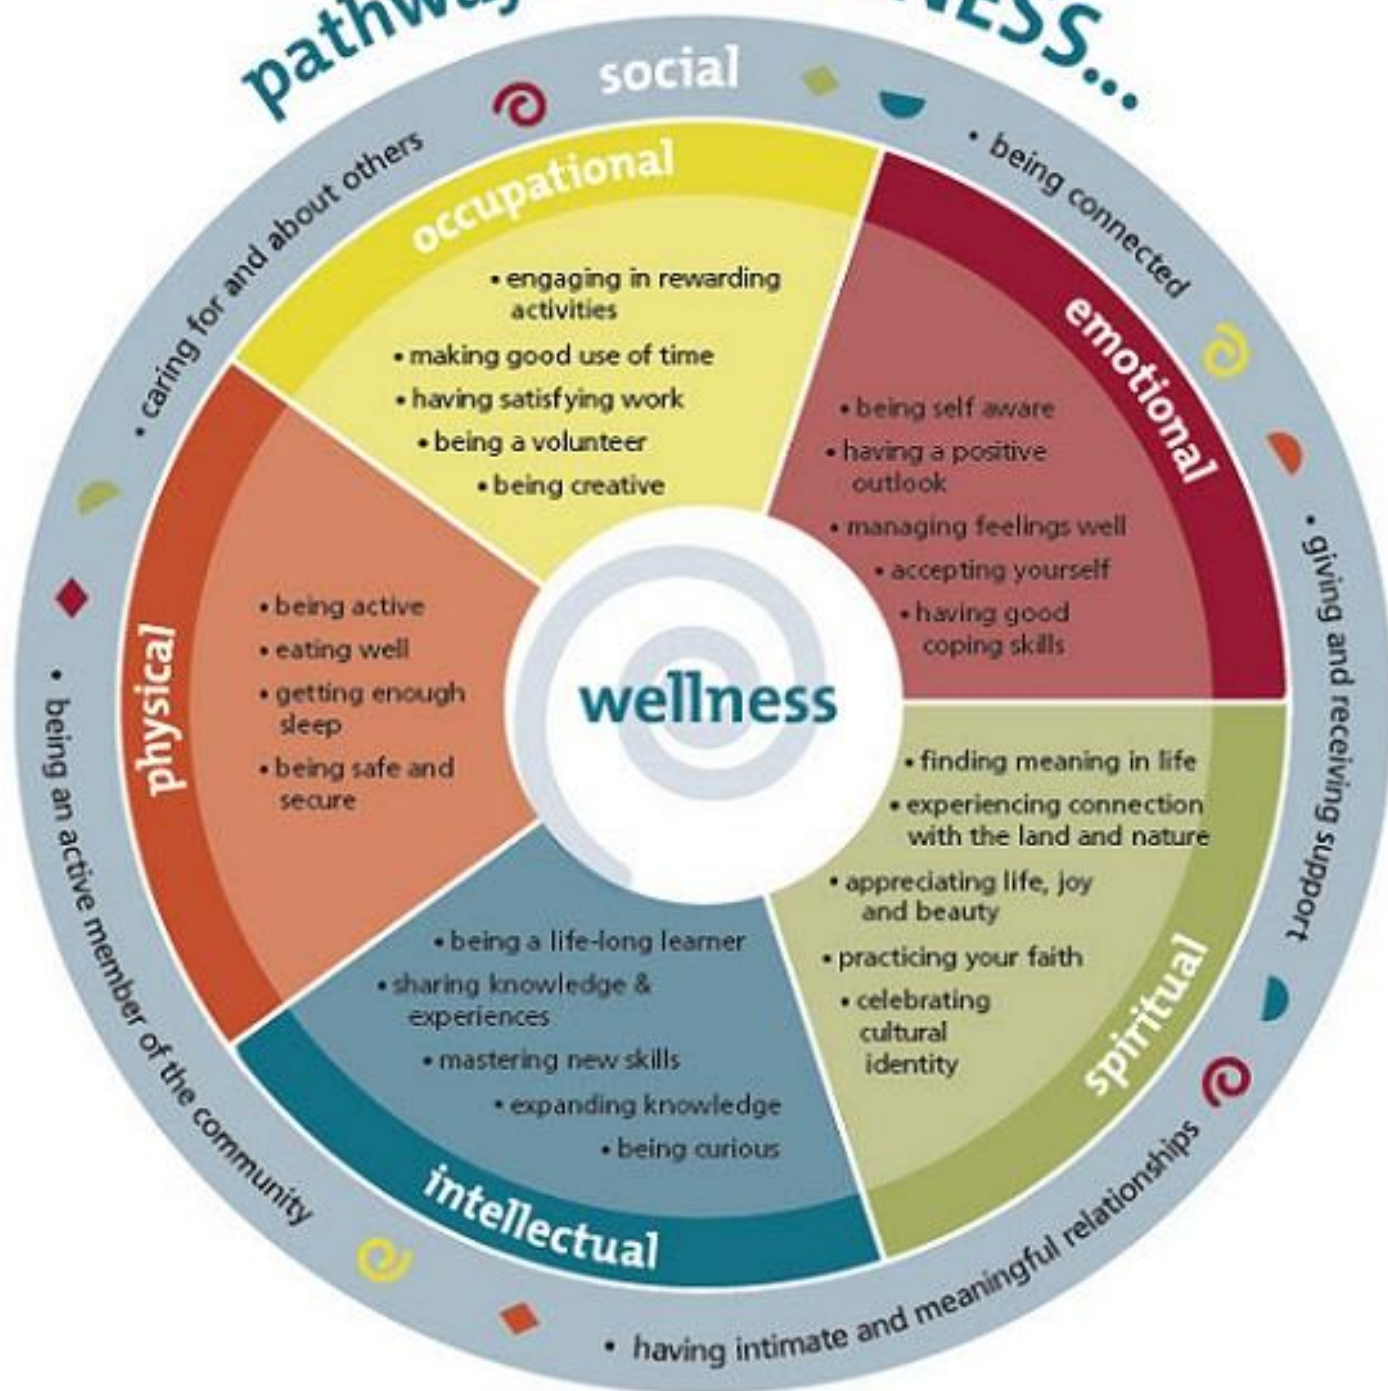 social
• being connected
• giving and receiving support
• having intimate and meaningful relationships
• being an active member of the community
• caring for and about others
occupational
• engaging in rewarding
activities
• making good use of time
• having satisfying work
• being a volunteer
• being creative
emotional
• being self aware
• having a positive
outlook
• managing feelings well
• accepting yourself
• having good
coping skills
spiritual
• finding meaning in life
• experiencing connection
with the land and nature
• appreciating life, joy
and beauty
• practicing your faith
• celebrating
cultural
identity
intellectual
• being a life-long learner
• sharing knowledge &
experiences
• mastering new skills
• expanding knowledge
• being curious
physical
• being active
• eating well
• getting enough
sleep
• being safe and
secure
wellness